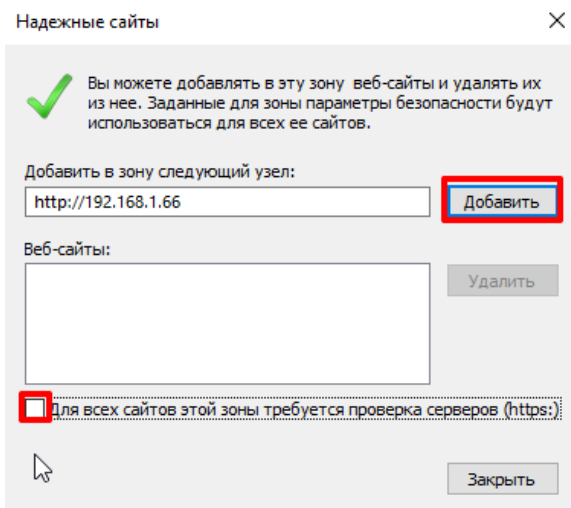 Надежные сайты
Вы можете добавлять в эту зону веб-сайты и удалять их
из нее. Заданные для зоны параметры безопасности будут
использоваться для всех ее сайтов.
Добавить в зону следующий узел:
http://192.168.1.66
Добавить
Веб-сайты:
Удалить
Для всех сайтов этой зоны требуется проверка серверов (https:)
Закрыть